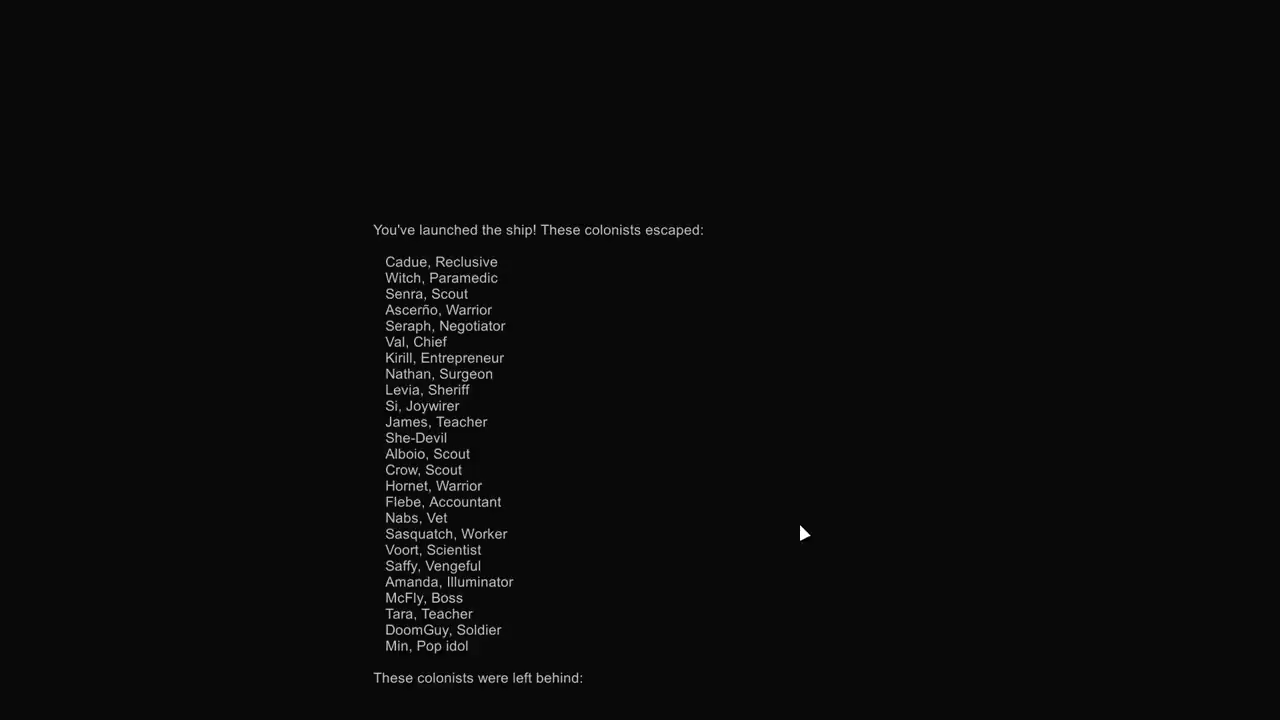 You've launched the ship! These colonists escaped:
Cadue, Reclusive
Witch, Paramedic
Senra, Scout
Ascerño, Warrior
Seraph, Negotiator
Val, Chief
Kirill, Entrepreneur
Nathan, Surgeon
Levia, Sheriff
Si, Joywirer
James, Teacher
She-Devil
Alboio, Scout
Crow, Scout
Hornet, Warrior
Flebe, Accountant
Nabs, Vet
Sasquatch, Worker
Voort, Scientist
Saffy, Vengeful
Amanda, Illuminator
McFly, Boss
Tara, Teacher
DoomGuy, Soldier
Min, Pop idol
These colonists were left behind: